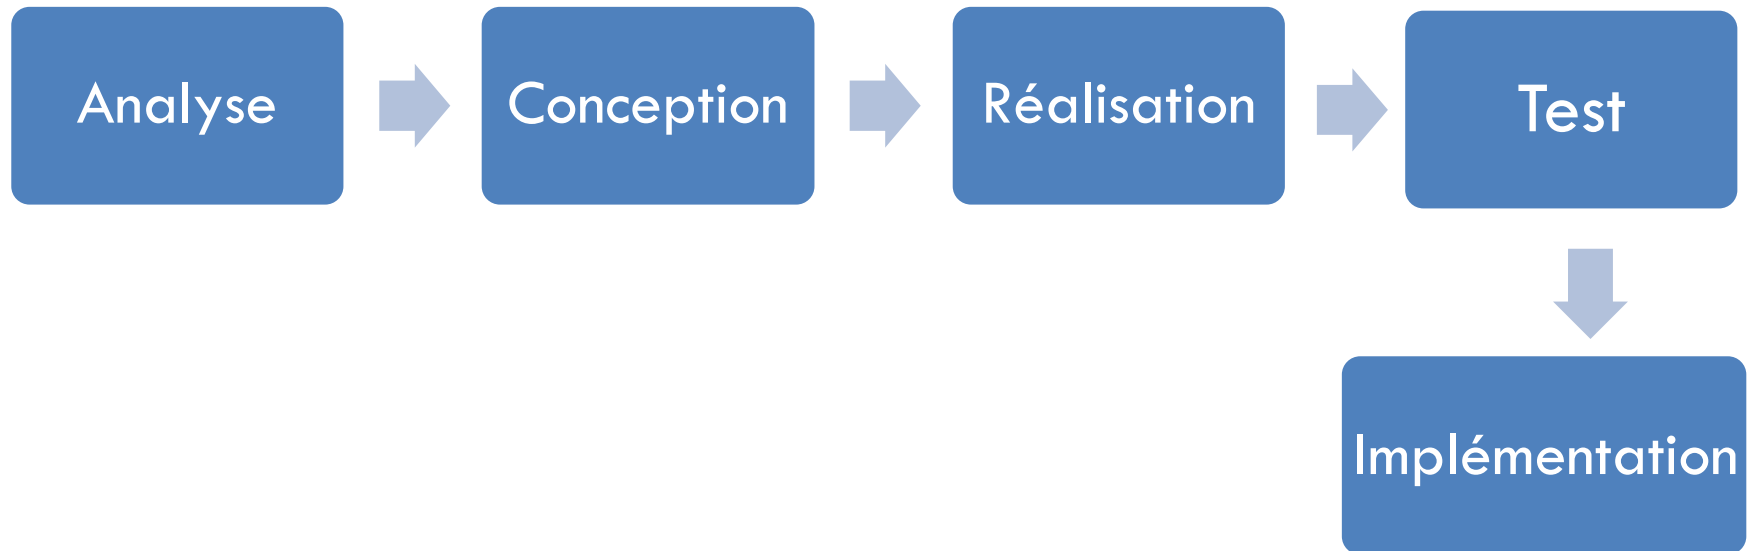 Analyse
Conception
Réalisation
Test
Implémentation